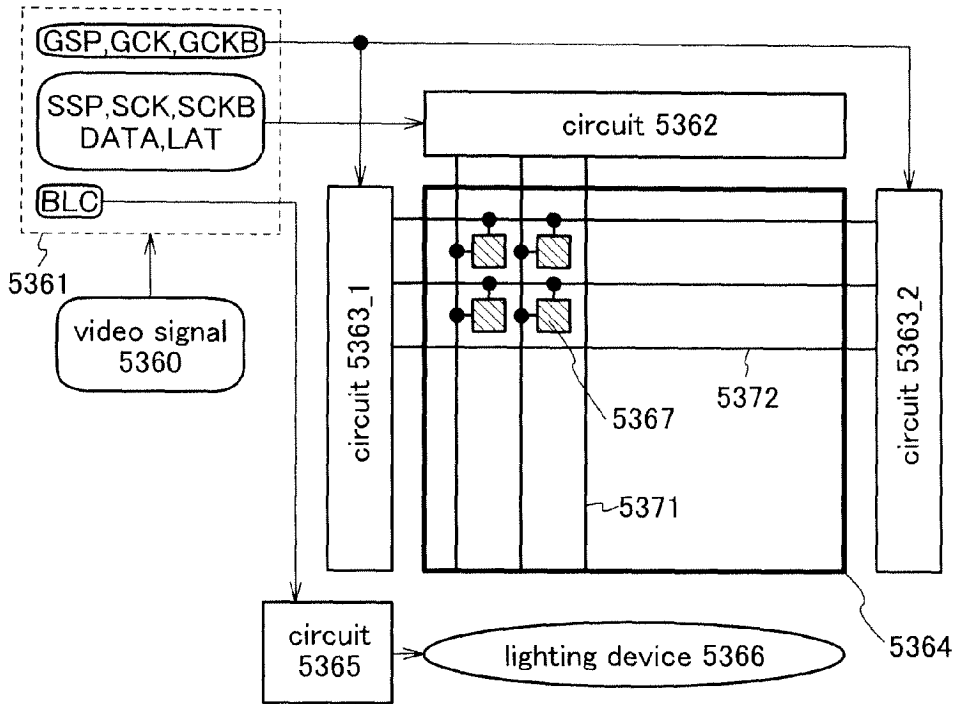 GSP,GCK,GCKB
SSP,SCK,SCKB
DATA,LAT
BLC
5361
video signal
5360
circuit 5362
circuit 5363_1
circuit 5363_2
5372
5367
5371
5364
circuit
5365
lighting device 5366